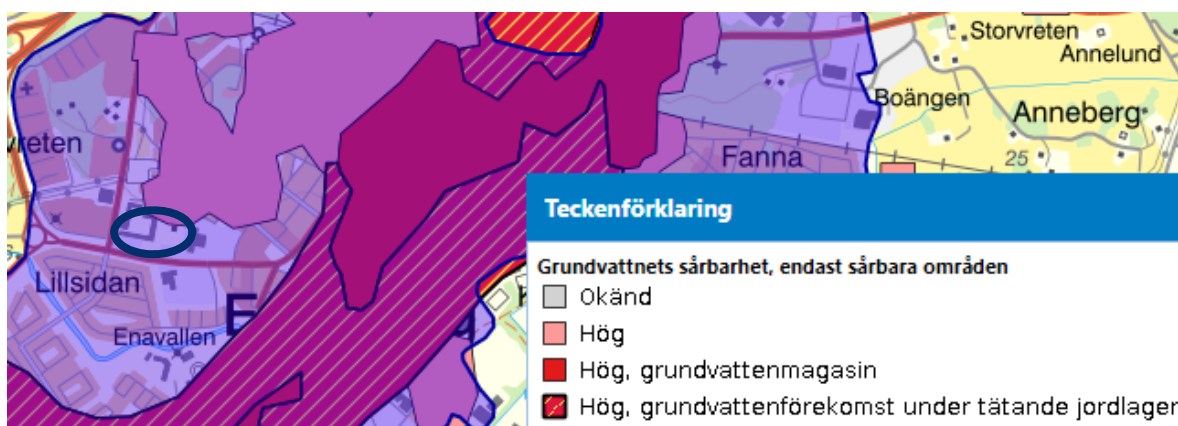 Storvreten
Annelund
Boängen
Anneberg
vreten
Fanna
25
Teckenförklaring
Grundvattnets sårbarhet, endast sårbara områden
Lillsidan
Okänd
E
Enavallen
Hög
Hög, grundvattenmagasin
Hög, grundvattenförekomst under tätande jordlager